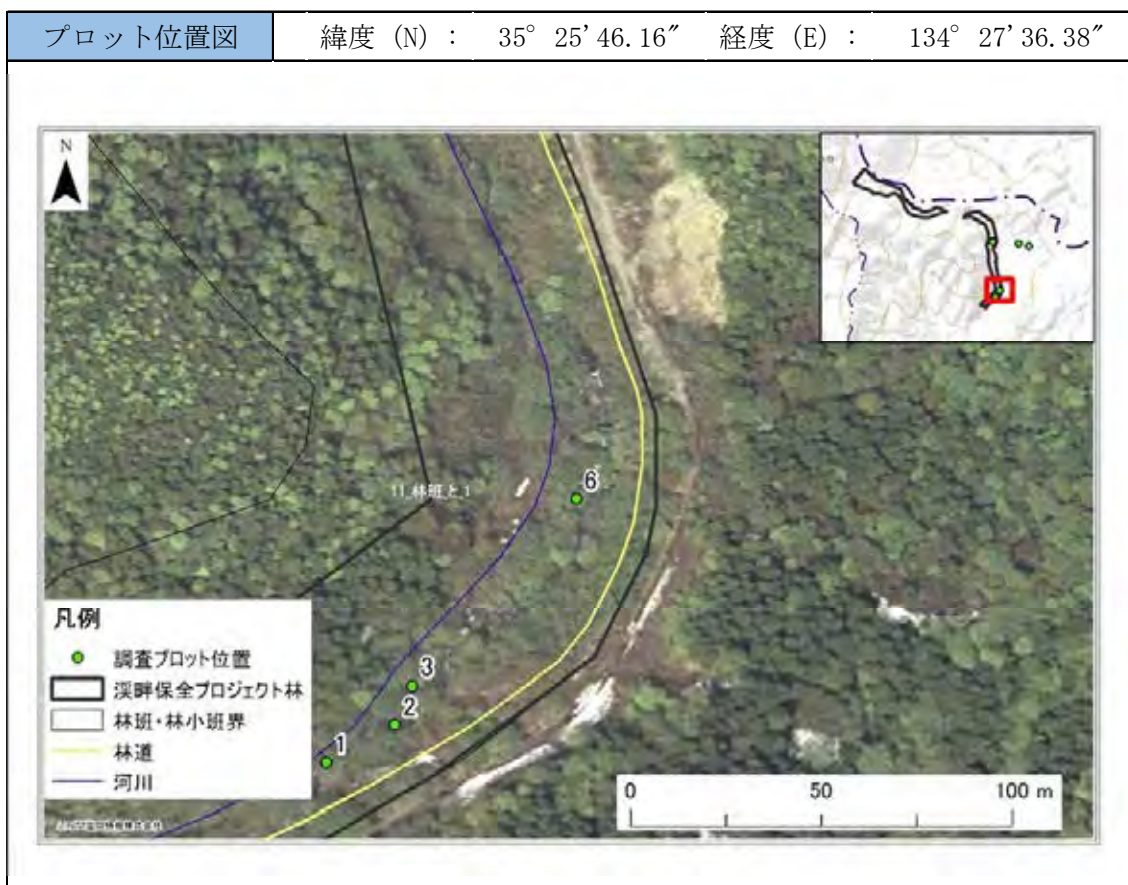 プロット位置図 緯度 (N) : 35° 25′46.16″ 経度 (E) : 134° 27′36.38″
N
6
11 林班 と 1
凡例
調査プロット位置
渓畔保全プロジェクト林
林班・林小班界
林道
河川
3
2
1
0 50 100 m